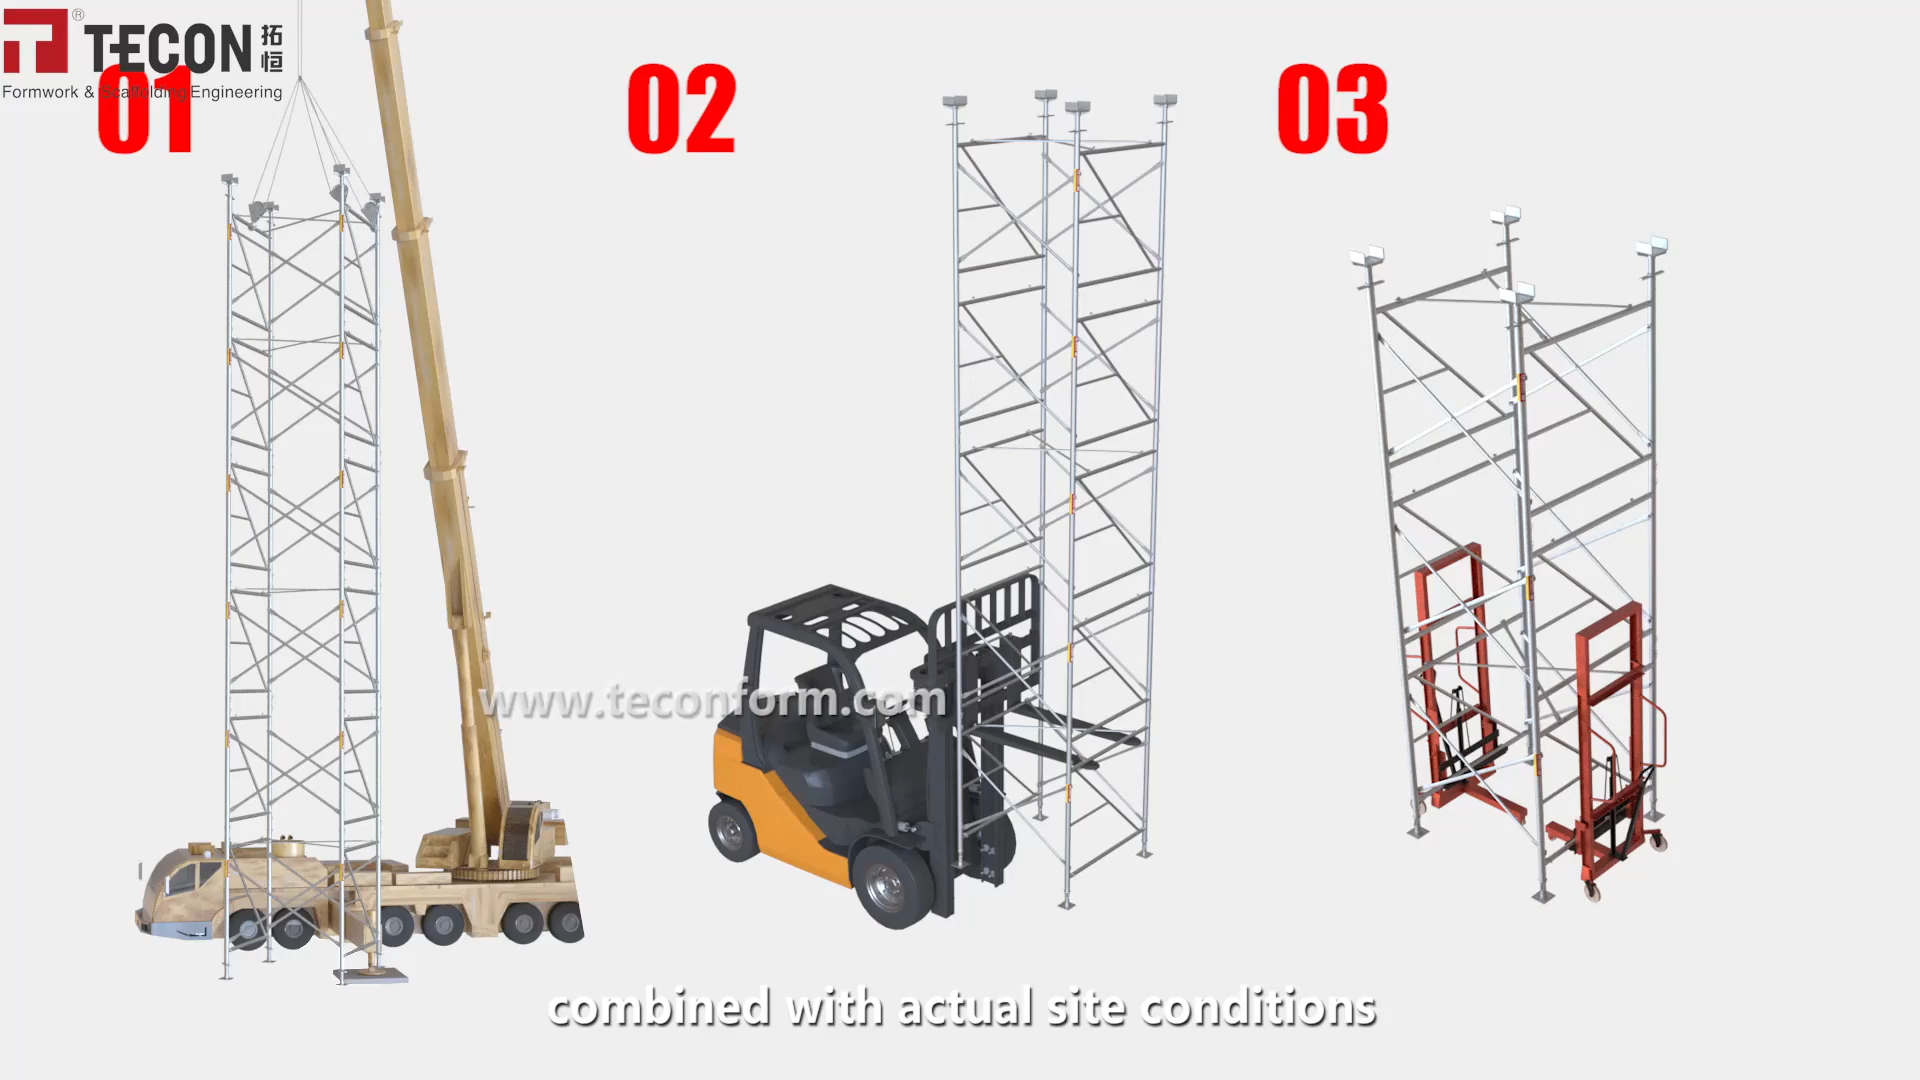 TECON®
拓恒
Formwork & Scaffolding Engineering
01
02
03
www.teconform.com
combined with actual site conditions